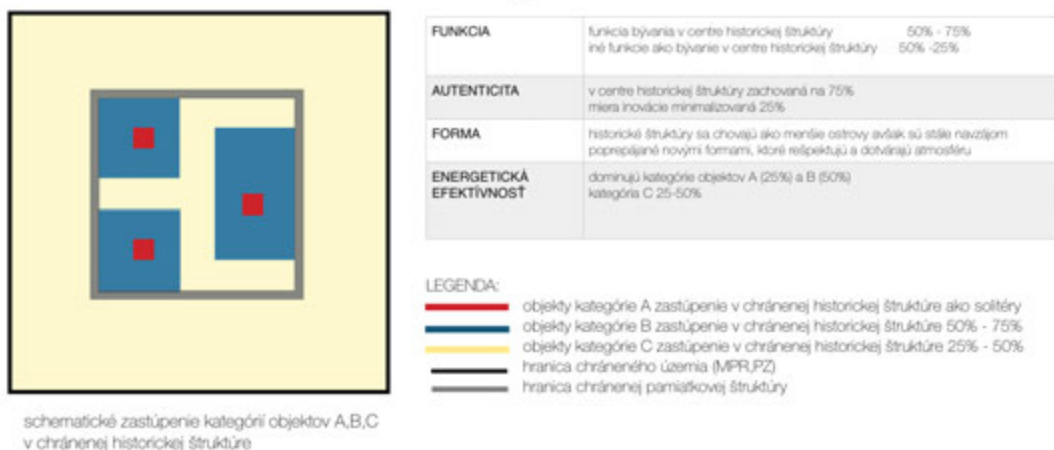 FUNKCIA
funkcia bývania v centre historickej štruktúry 50% - 75%
iné funkcie ako bývanie v centre historickej štruktúry 50% -25%
AUTENTICITA
v centre historickej štruktúry zachovaná na 75%
miera inovácie minimalizovaná 25%
FORMA
historické štruktúry sa chovajú ako menšie ostrovy avšak sú stále navzájom
poprepájané novými formami, ktoré rešpektujú a dotvárajú atmosféru
ENERGETICKÁ
EFEKTÍVNOSŤ
dominujú kategórie objektov A (25%) a B (50%)
kategória C 25-50%
LEGENDA:
objekty kategórie A zastúpenie v chránenej historickej štruktúre ako solitéry
objekty kategórie B zastúpenie v chránenej historickej štruktúre 50% - 75%
objekty kategórie C zastúpenie v chránenej historickej štruktúre 25% - 50%
hranica chráneného územia (MPR,PZ)
hranica chránenej pamiatkovej štruktúry
schematické zastúpenie kategórií objektov A,B,C
v chránenej historickej štruktúre